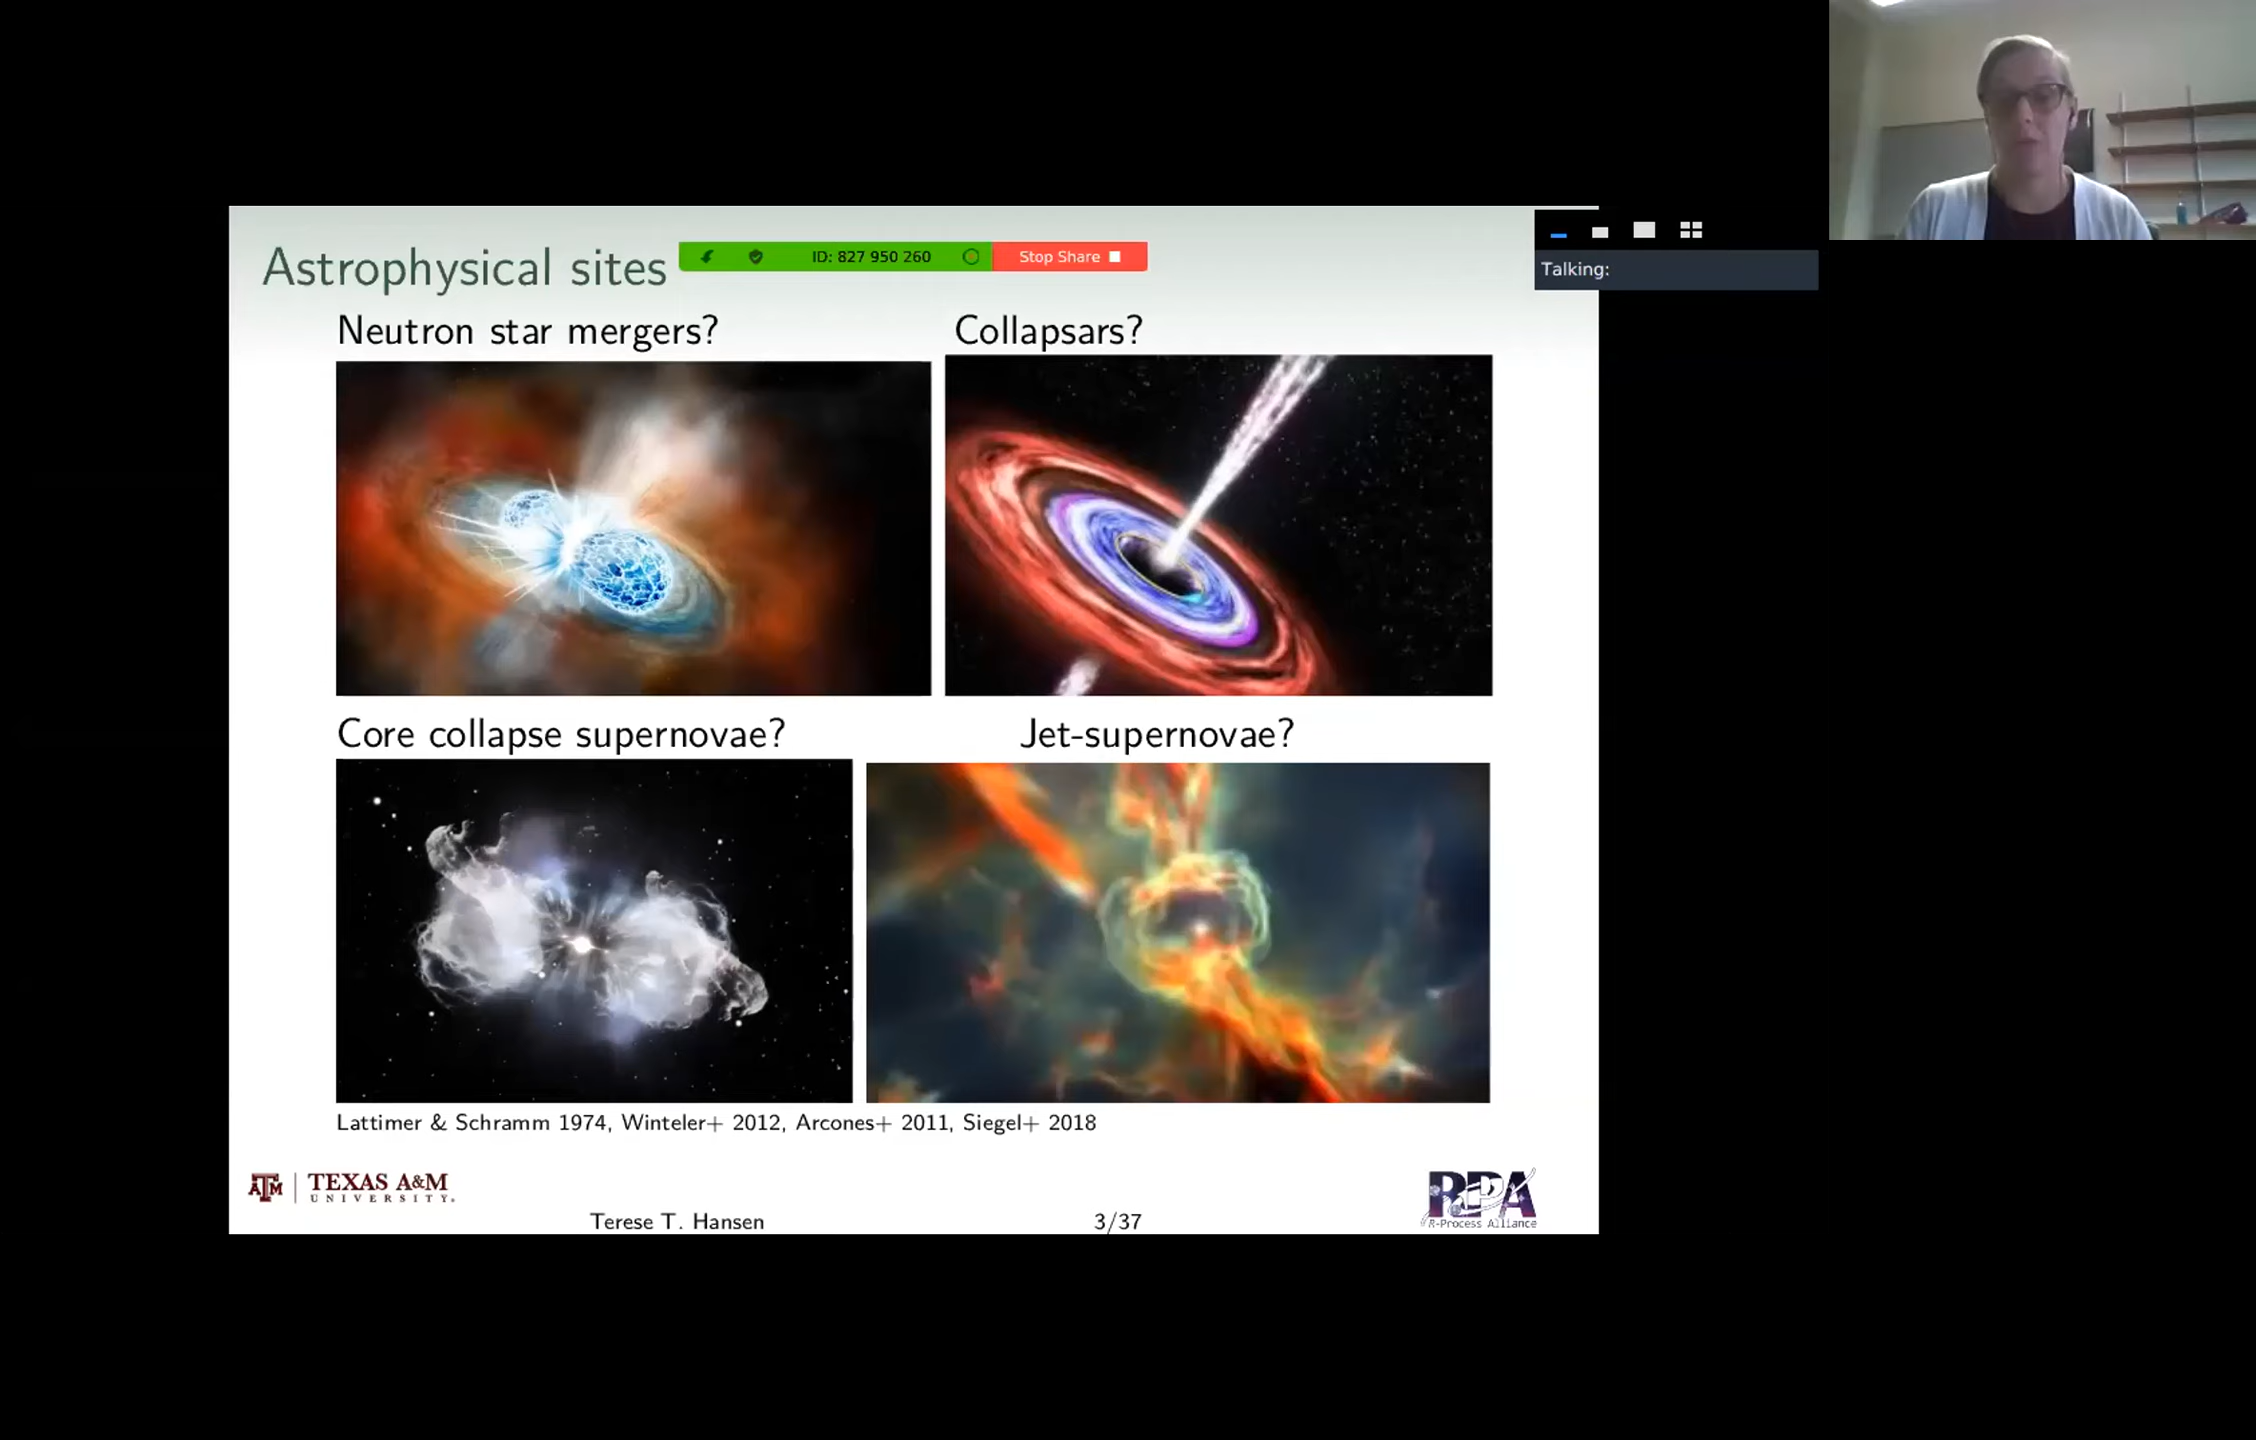 Astrophysical sites
ID: 827 950 260
Stop Share
Talking:
Neutron star mergers?
Collapsars?
Core collapse supernovae?
Jet-supernovae?
Lattimer & Schramm 1974, Winteler+ 2012, Arcones+ 2011, Siegel+ 2018
ATM
TEXAS A&M
UNIVERSITY.
RPA
R-Process Alliance
Terese T. Hansen
3/37